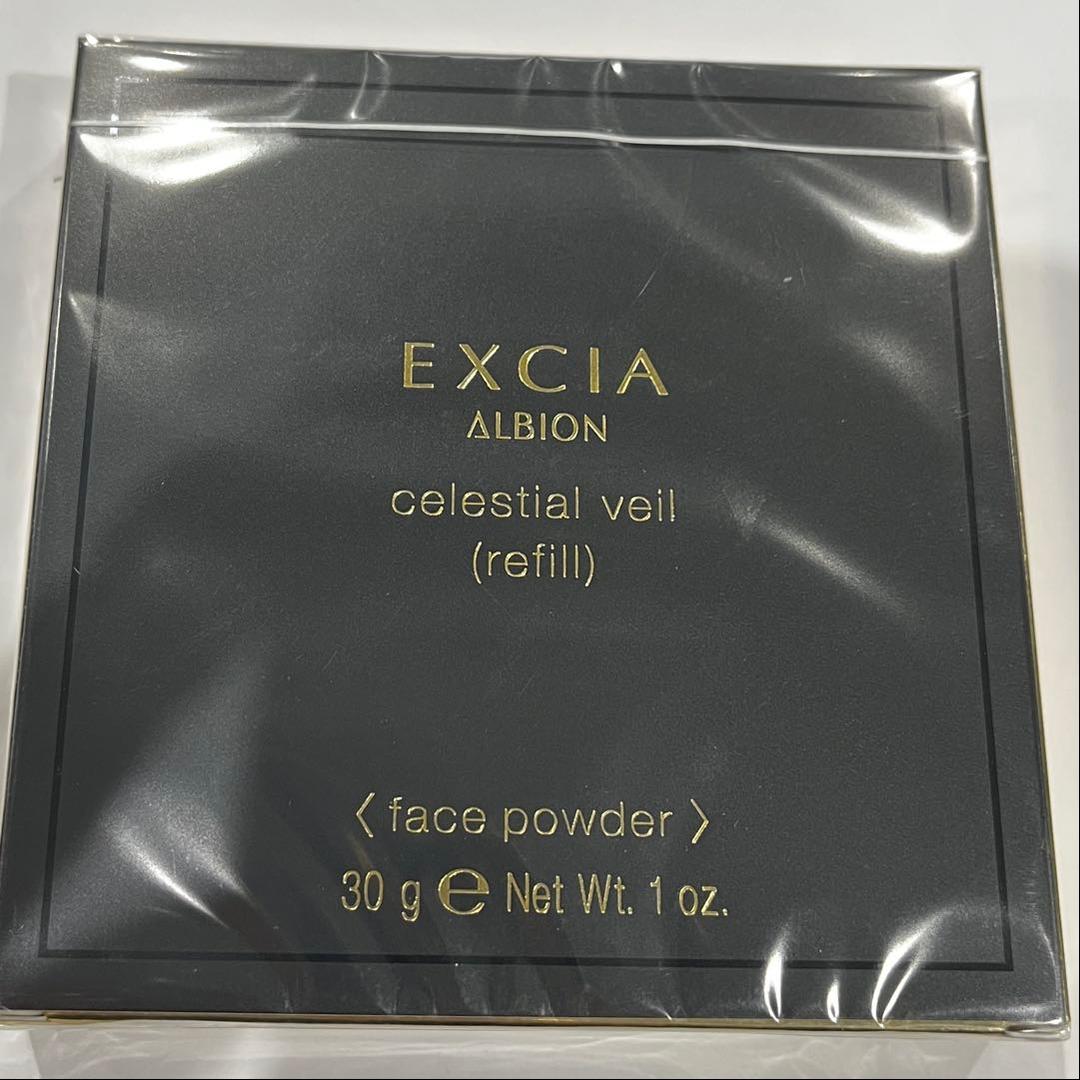 EXCIA
ALBION
celestial veil
(refill)
〈 face powder 〉
30 g ℮ Net Wt. 1 oz.